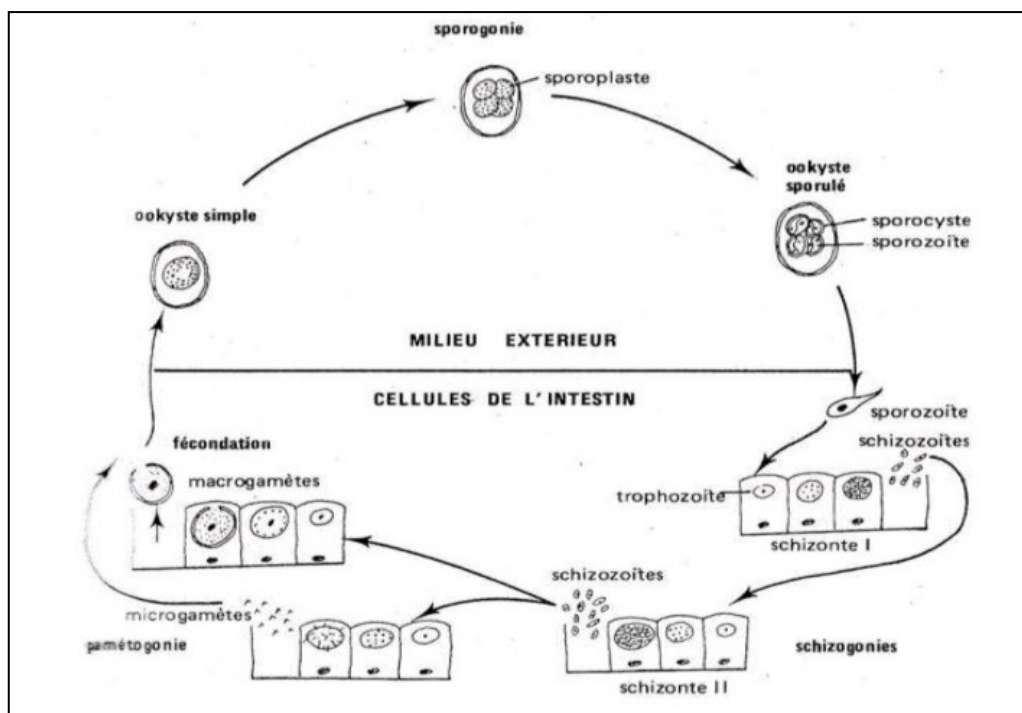 sporogonie
sporoplaste
ookyste
sporulé
ookyste simple
sporocyste
sporozoïte
MILIEU EXTERIEUR
CELLULES DE L'INTESTIN
sporozoïte
schizozoïtes
fécondation
macrogamètes
trophozoïte
schizonte I
schizozoïtes
microgamètes
gamétogonie
schizogonies
schizonte II